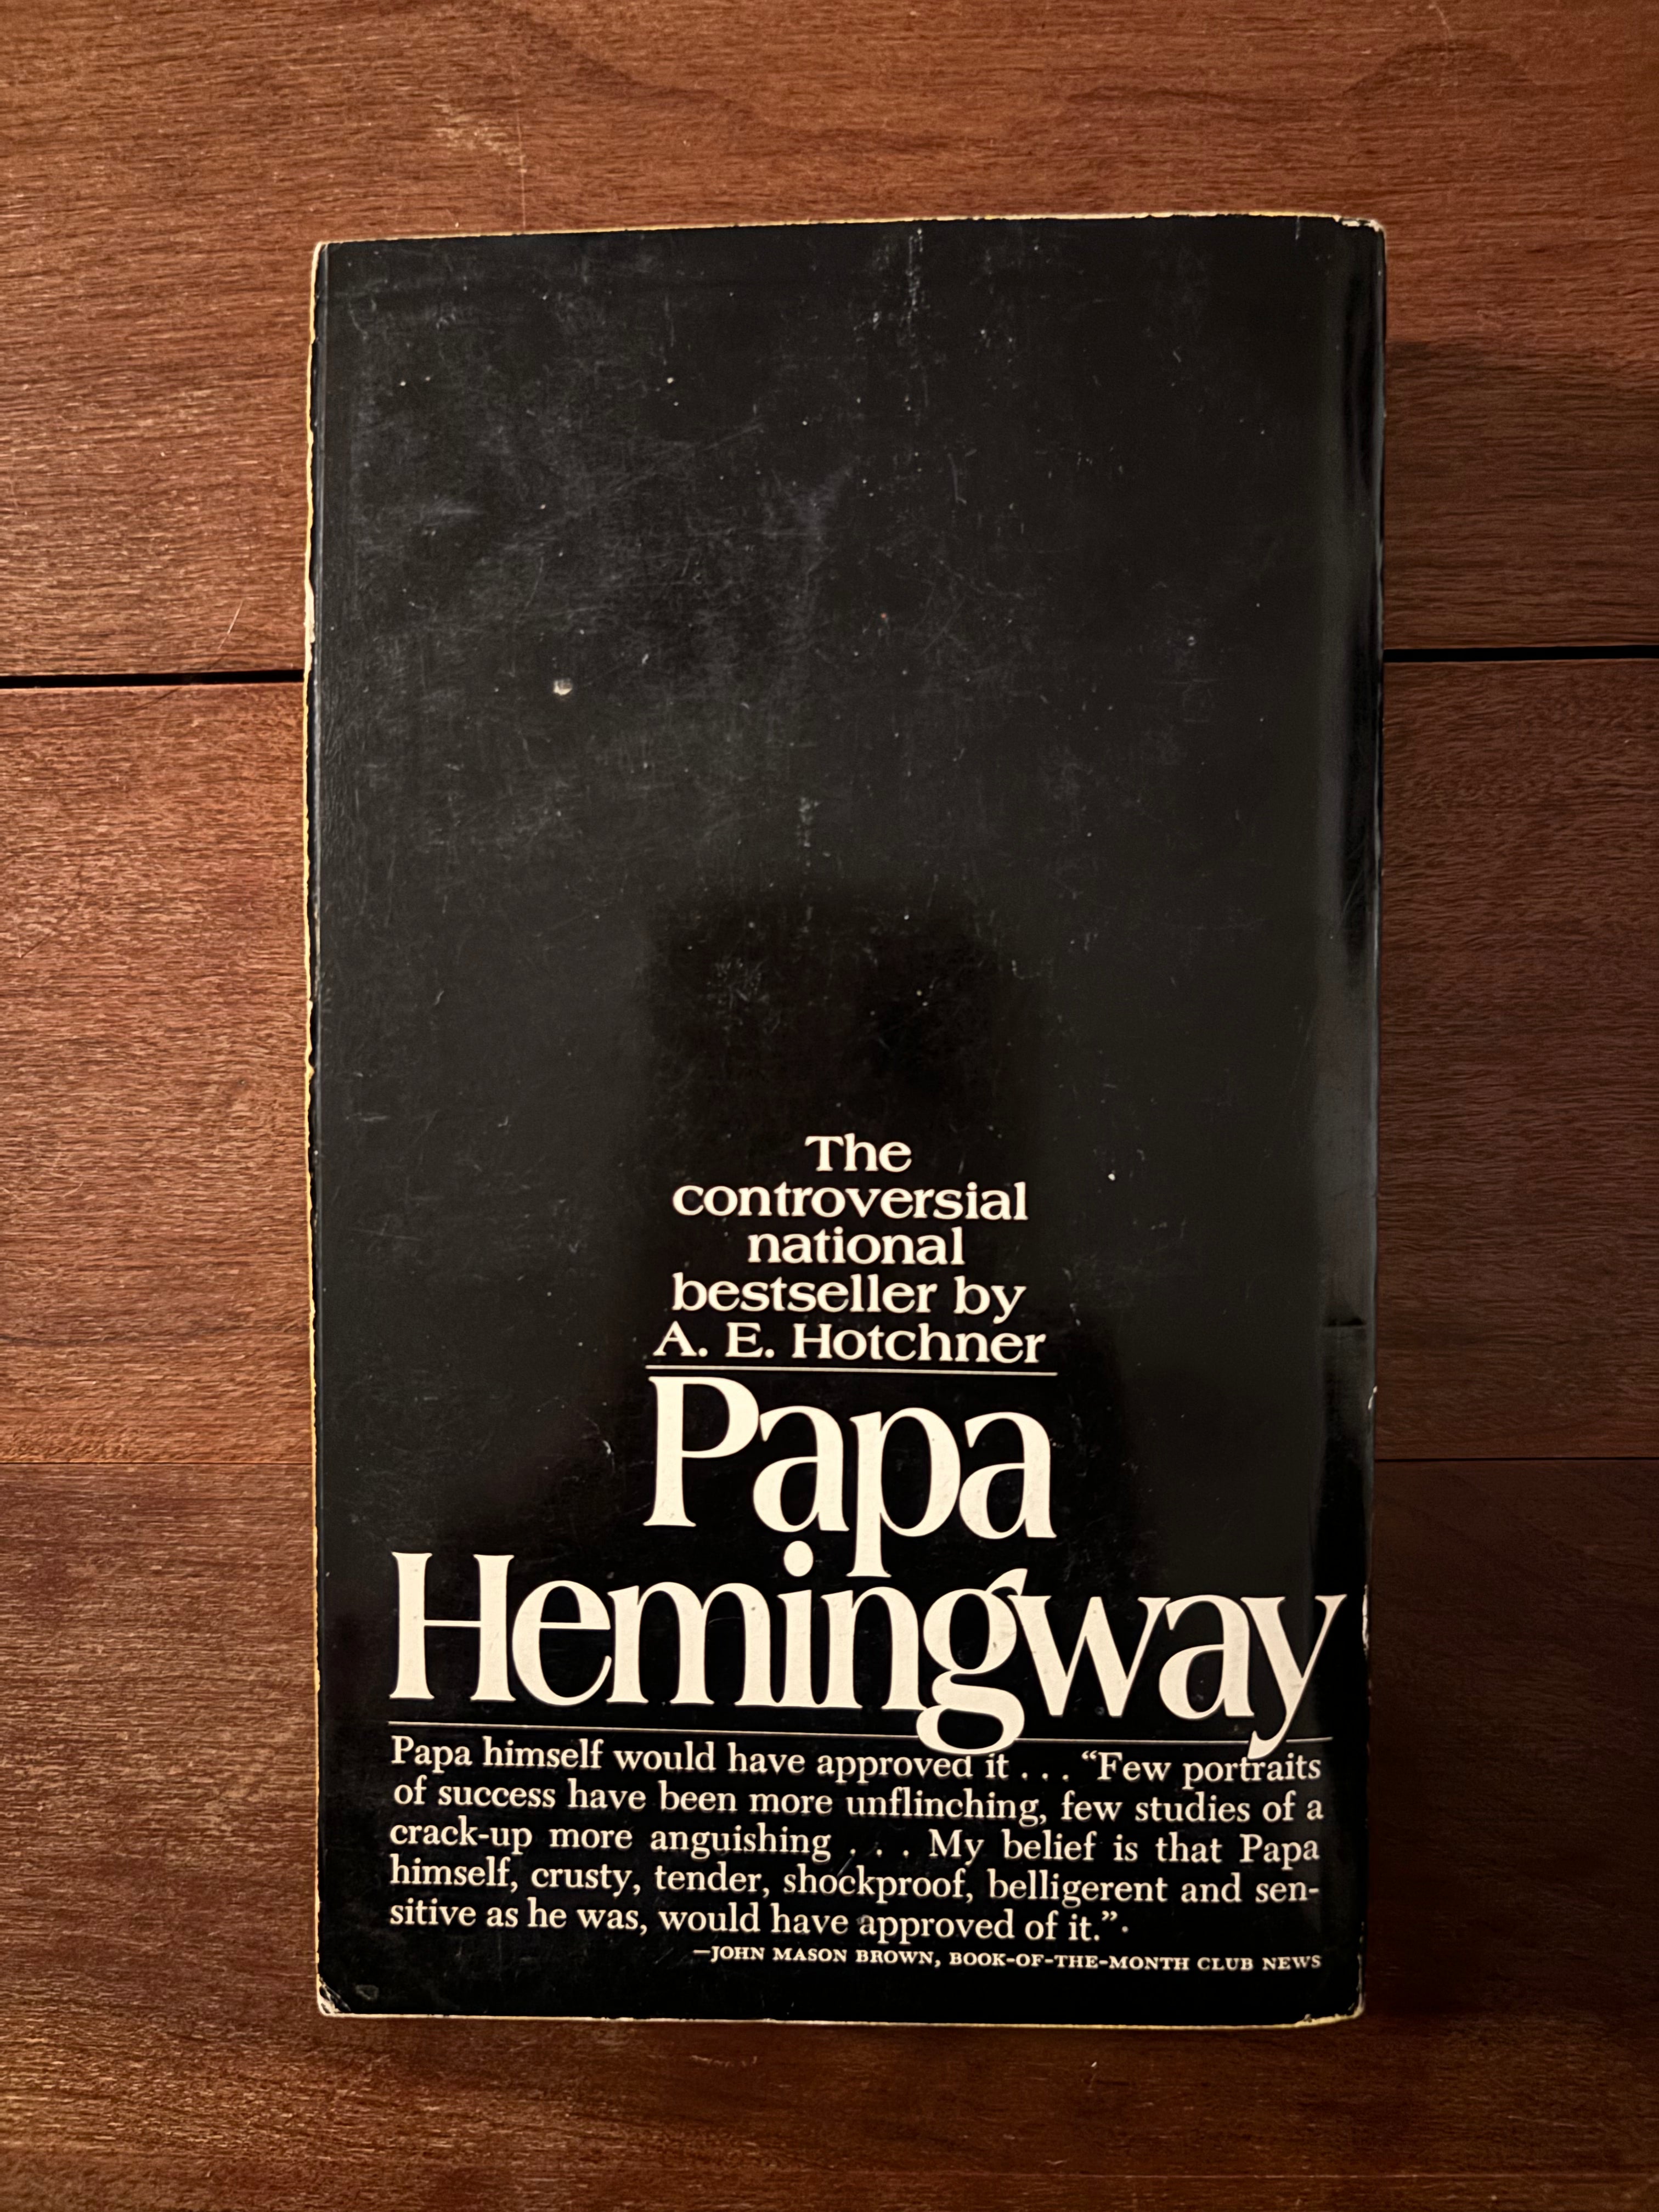 The
controversial
national
bestseller by
A. E. Hotchner
Papa
Hemingway
Papa himself would have approved it . . . “Few portraits
of success have been more unflinching, few studies of a
crack-up more anguishing . . . My belief is that Papa
himself, crusty, tender, shockproof, belligerent and sen-
sitive as he was, would have approved of it.”
—JOHN MASON BROWN, BOOK-OF-THE-MONTH CLUB NEWS